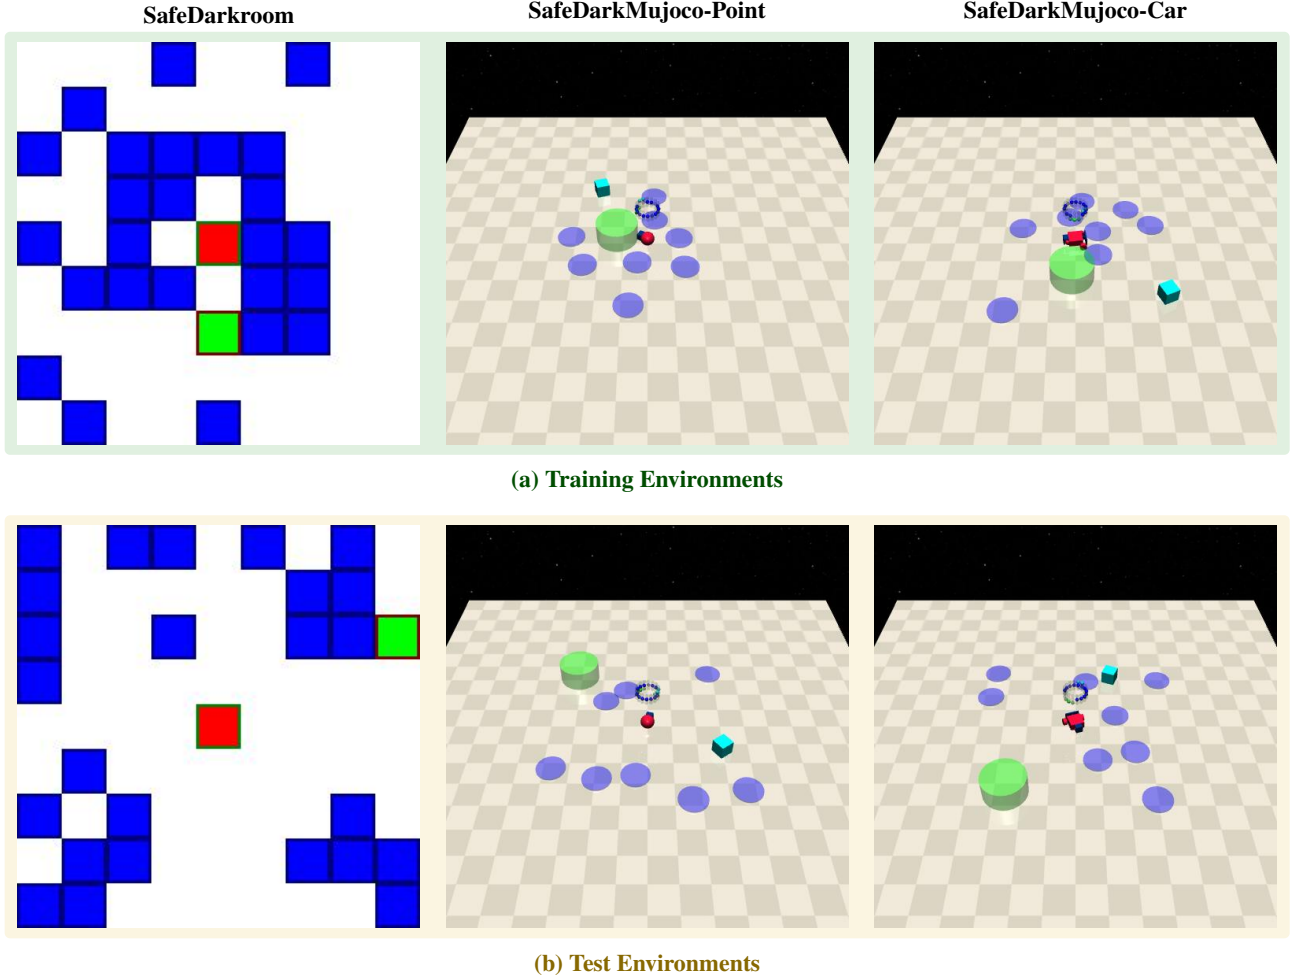 SafeDarkroom
SafeDarkMujoco-Point
SafeDarkMujoco-Car
(a) Training Environments
(b) Test Environments